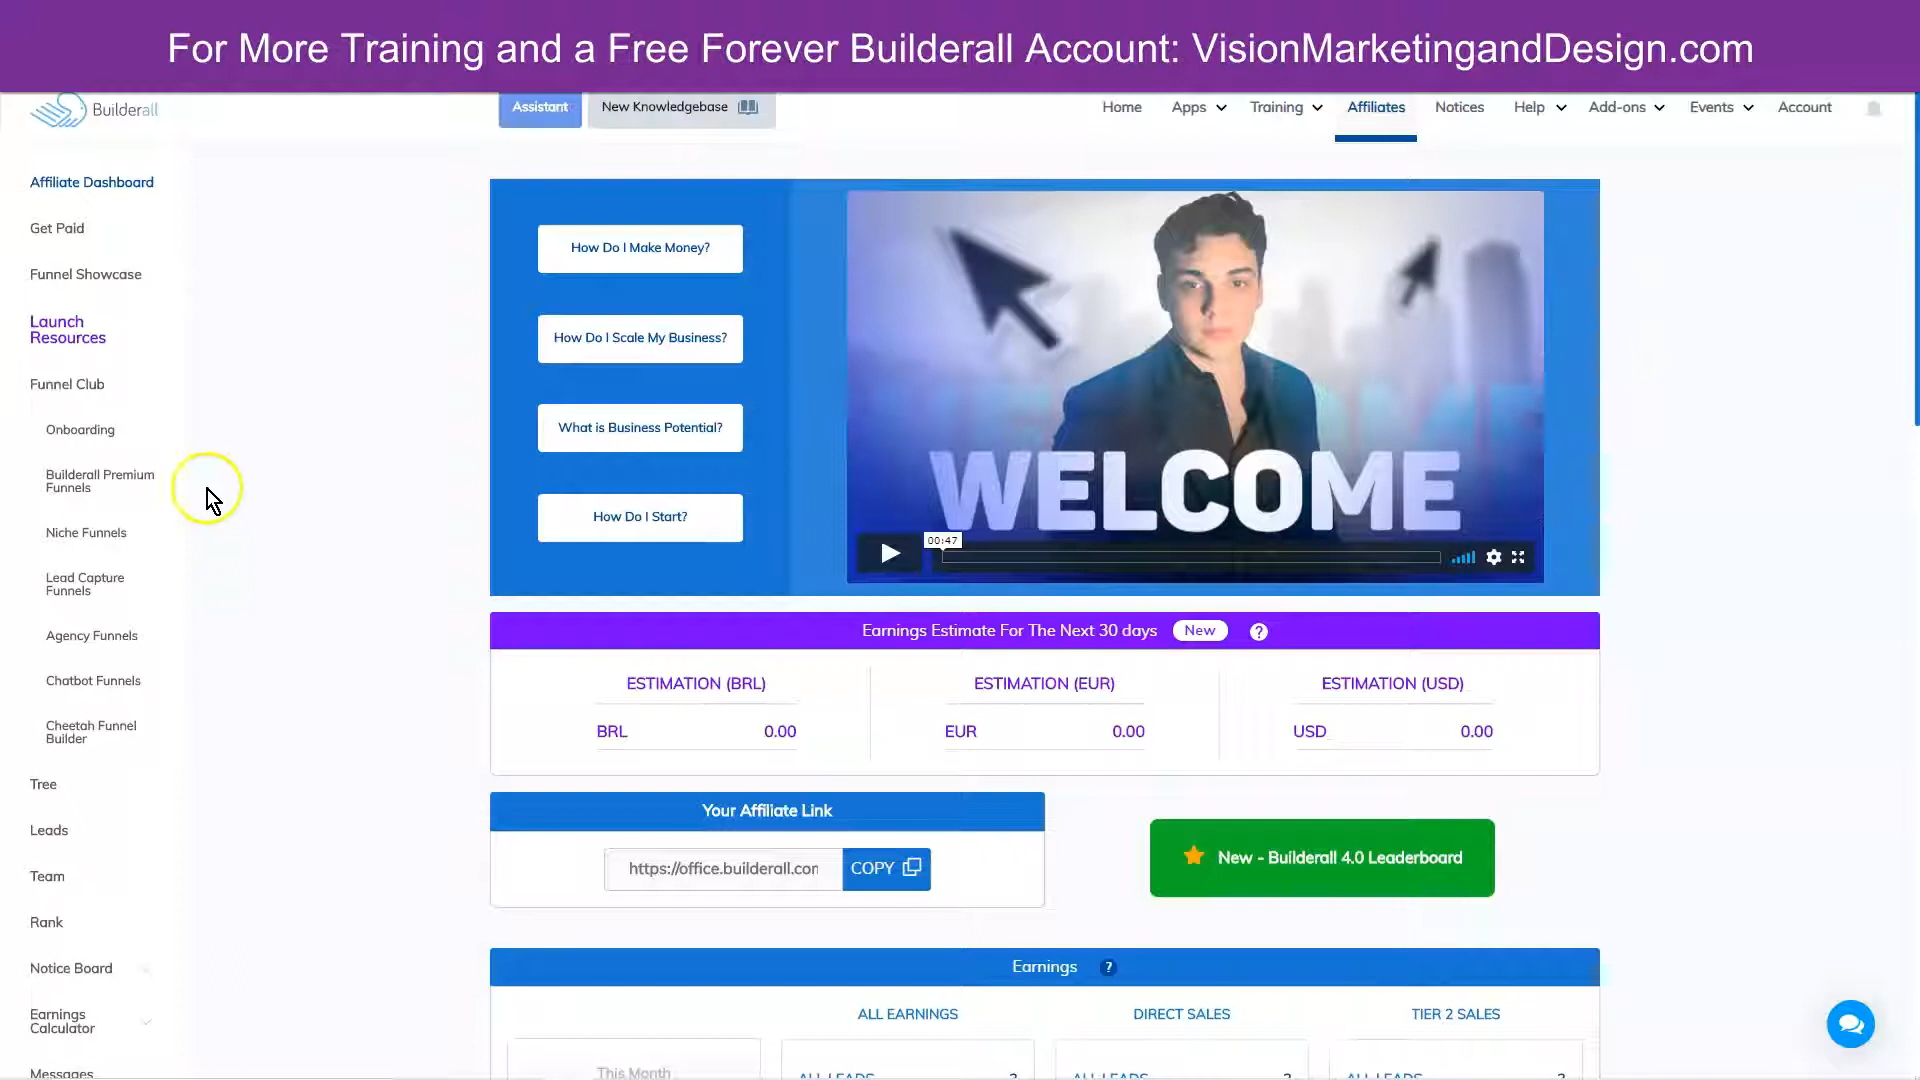 For More Training and a Free Forever Builderall Account: VisionMarketingandDesign.com
Builderall
Assistant
New Knowledgebase
Home
Apps
Training
Affiliates
Notices
Help
Add-ons
Events
Account
Affiliate Dashboard
Get Paid
Funnel Showcase
Launch
Resources
Funnel Club
Onboarding
Builderall Premium
Funnels
Niche Funnels
Lead Capture
Funnels
Agency Funnels
Chatbot Funnels
Cheetah Funnel
Builder
Tree
Leads
Team
Rank
Notice Board
Earnings
Calculator
Messages
How Do I Make Money?
How Do I Scale My Business?
What is Business Potential?
How Do I Start?
WELCOME
00:47
Earnings Estimate For The Next 30 days New ?
ESTIMATION (BRL)
BRL 0.00
ESTIMATION (EUR)
EUR 0.00
ESTIMATION (USD)
USD 0.00
Your Affiliate Link
https://office.builderall.con
COPY
New - Builderall 4.0 Leaderboard
Earnings ?
ALL EARNINGS
DIRECT SALES
TIER 2 SALES
This Month
ALL LEADS
ALL LEADS
ALL LEADS